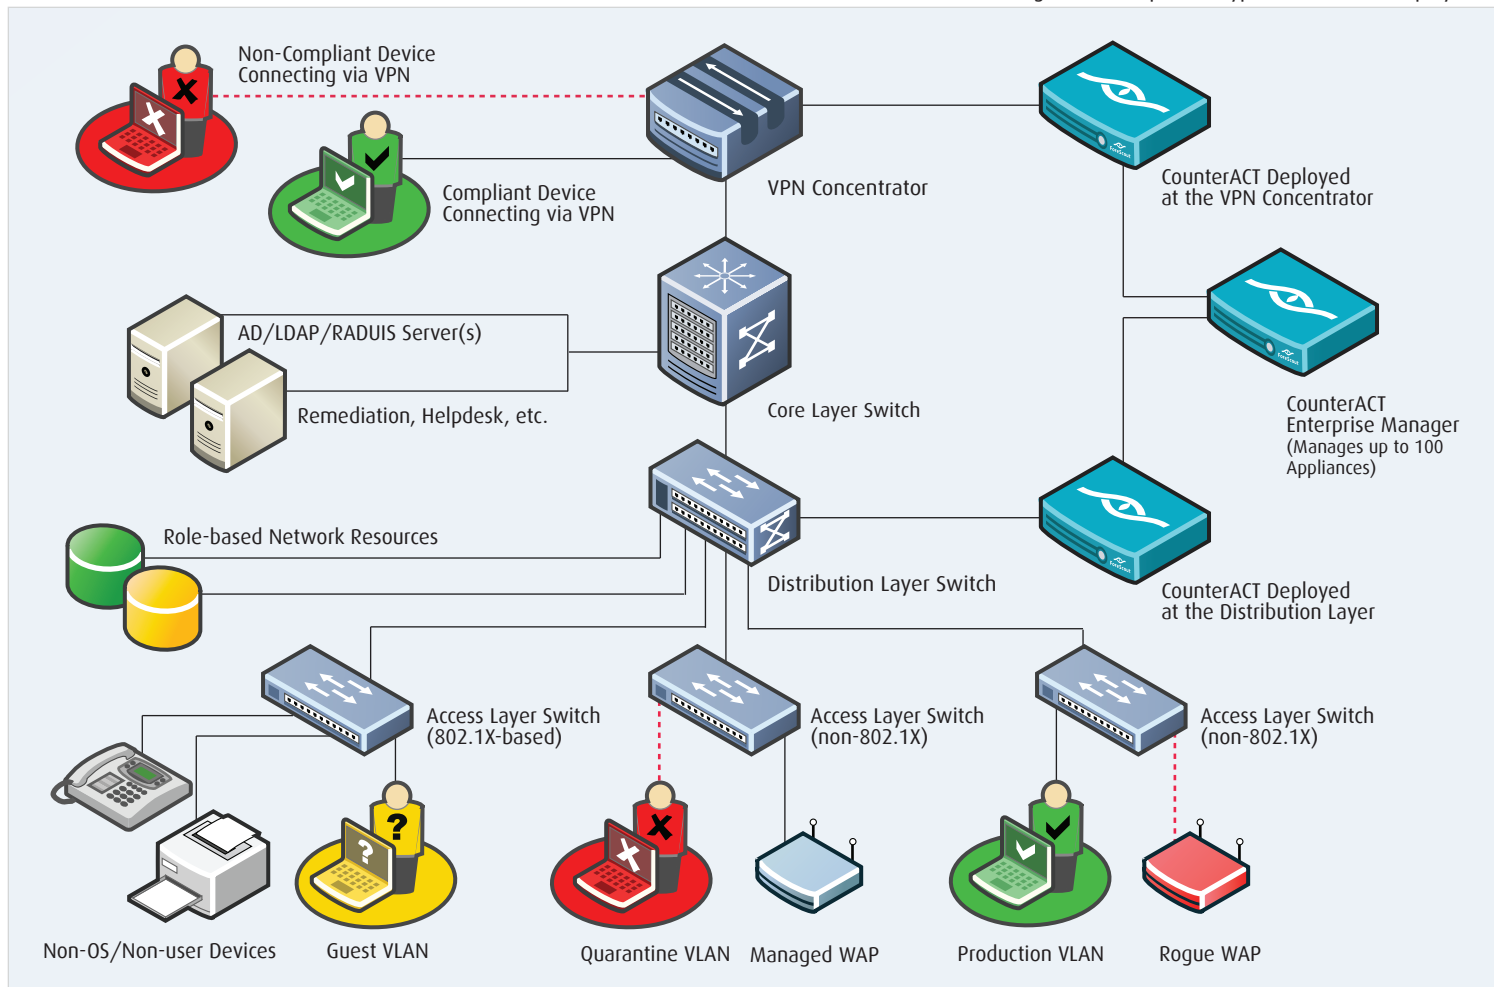 Non-Compliant Device
Connecting via VPN
Compliant Device
Connecting via VPN
VPN Concentrator
CounterACT Deployed
at the VPN Concentrator
AD/LDAP/RADUIS Server(s)
Remediation, Helpdesk, etc.
Core Layer Switch
CounterACT
Enterprise Manager
(Manages up to 100
Appliances)
Role-based Network Resources
Distribution Layer Switch
CounterACT Deployed
at the Distribution Layer
Access Layer Switch
(802.1X-based)
Access Layer Switch
(non-802.1X)
Access Layer Switch
(non-802.1X)
?
?
Non-OS/Non-user Devices
Guest VLAN
Quarantine VLAN
Managed WAP
Production VLAN
Rogue WAP
ForeScout
ForeScout
ForeScout